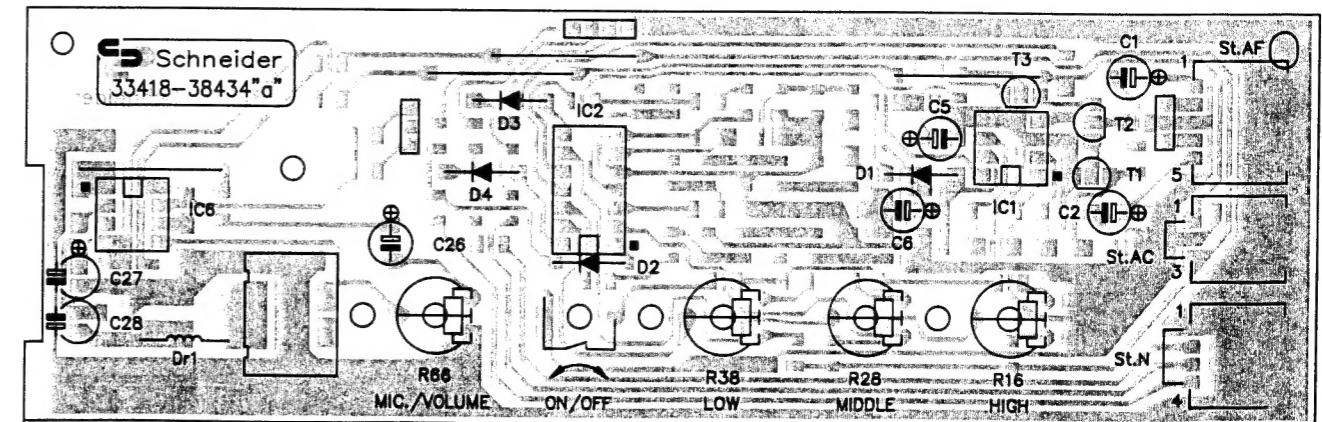 Schneider
33418-38434"a"
C1
St.AF
1
T3
IC2
D3
C5
T2
D4
D1
T1
5
IC6
IC1
C2
1
C26
C6
St.AC
D2
3
C27
C28
1
Dr1
St.N
R66
R38
R28
R16
4
MIC./VOLUME
ON/OFF
LOW
MIDDLE
HIGH